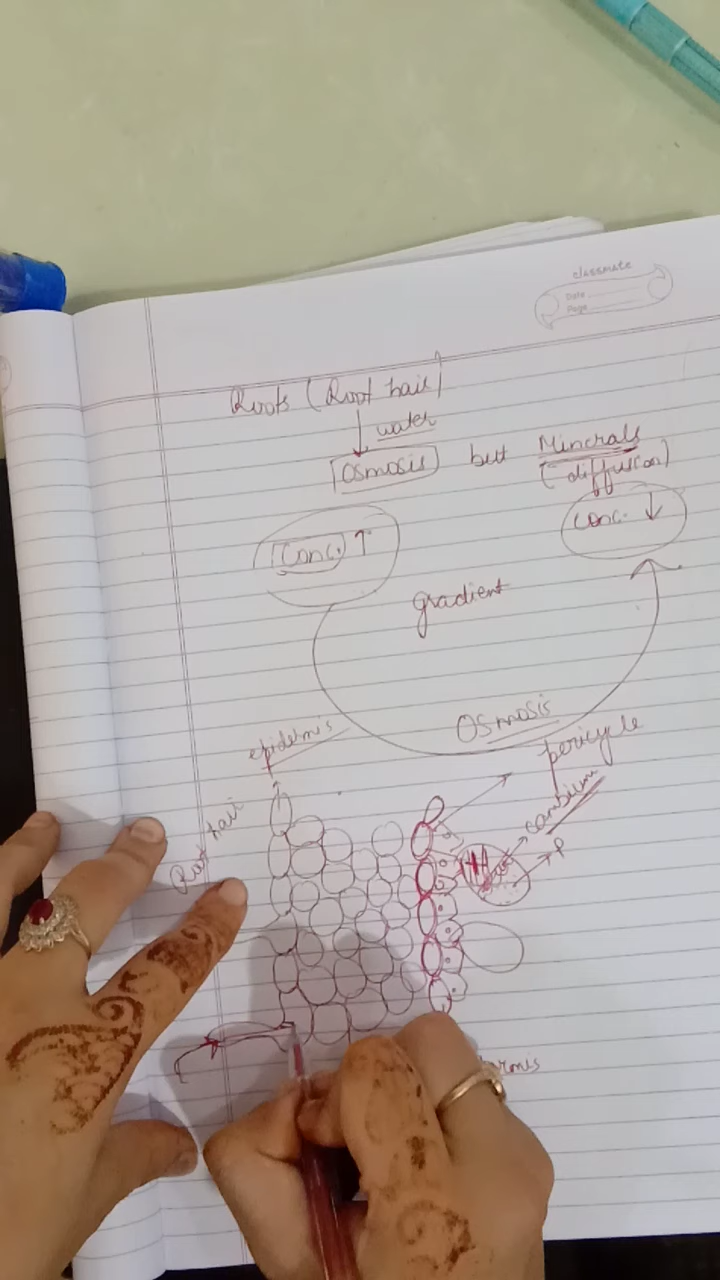 classmate
Date
Page
Roots (Root hair)
water
Osmosis but Minerals
(diffusion)
Conc. ↑
Conc. ↓
gradient
Osmosis
epidermis
pericycle
cambium
Root hair
P